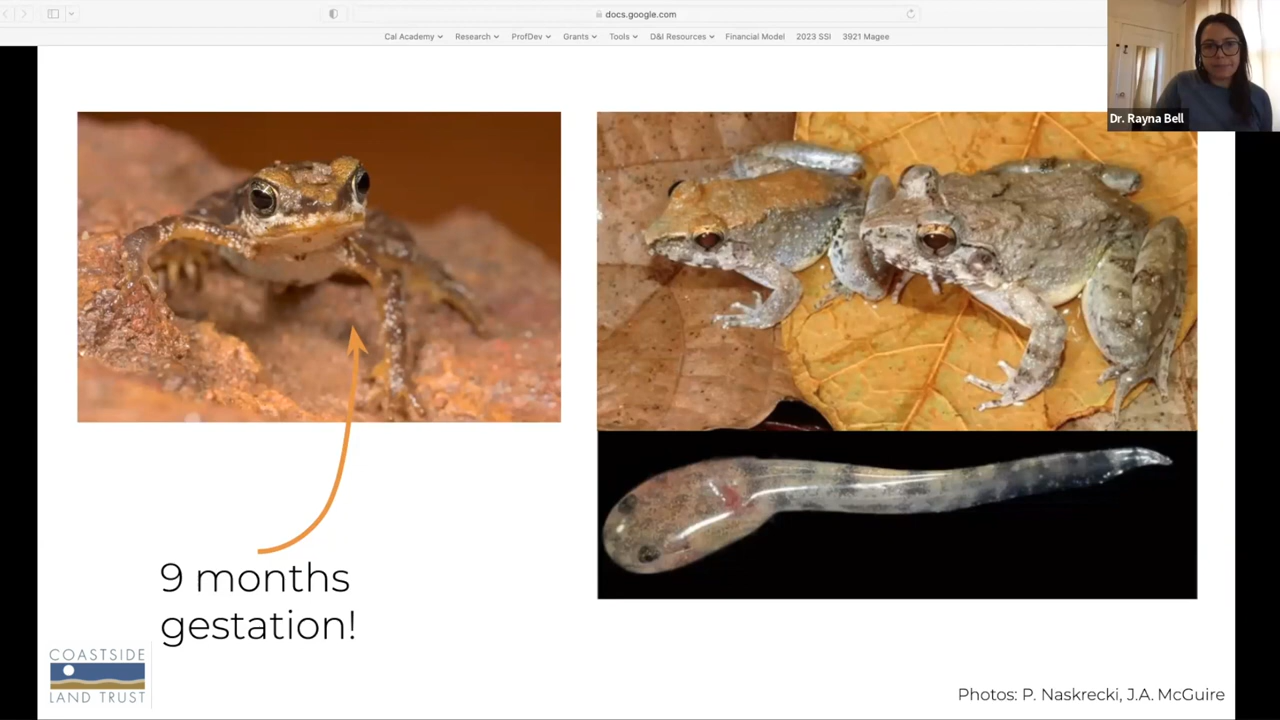 docs.google.com
Cal Academy Research ProfDev Grants Tools D&I Resources Financial Model 2023 SSI 3921 Magee
Dr. Rayna Bell
9 months
gestation!
COASTSIDE
LAND TRUST
Photos: P. Naskrecki, J.A. McGuire